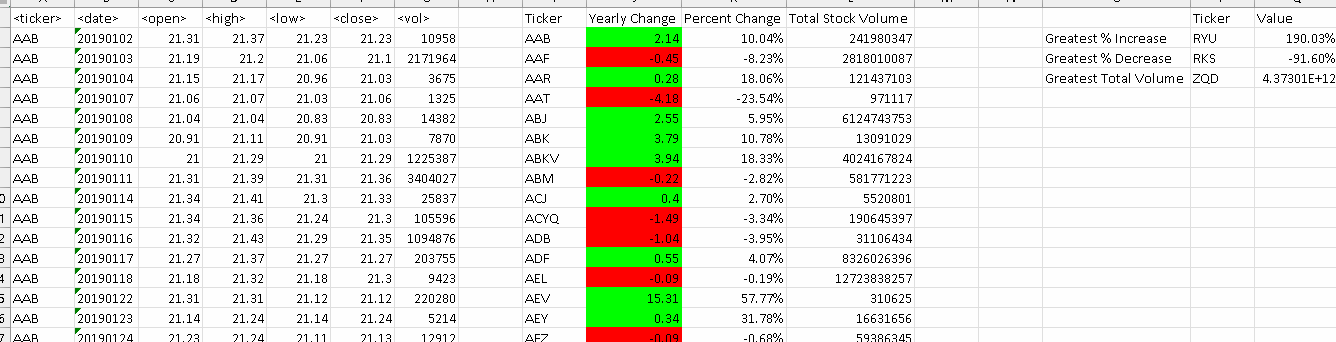 <ticker> <date> <open> <high> <low> <close> <vol> Ticker Yearly Change Percent Change Total Stock Volume Ticker Value
AAB 20190102 21.31 21.37 21.23 21.23 10958 AAB 2.14 10.04% 241980347 Greatest % Increase RYU 190.03%
AAB 20190103 21.19 21.2 21.06 21.1 2171964 AAF -0.45 -8.23% 2818010087 Greatest % Decrease RKS -91.60%
AAB 20190104 21.15 21.17 20.96 21.03 3675 AAR 0.28 18.06% 121437103 Greatest Total Volume ZQD 4.37301E+12
AAB 20190107 21.06 21.07 21.03 21.06 1325 AAT -4.18 -23.54% 971117
AAB 20190108 21.04 21.04 20.83 20.83 14382 ABJ 2.55 5.95% 6124743753
AAB 20190109 20.91 21.11 20.91 21.03 7870 ABK 3.79 10.78% 13091029
AAB 20190110 21 21.29 21 21.29 1225387 ABKV 3.94 18.33% 4024167824
AAB 20190111 21.31 21.39 21.31 21.36 3404027 ABM -0.22 -2.82% 581771223
AAB 20190114 21.34 21.41 21.3 21.33 25837 ACJ 0.4 2.70% 5520801
AAB 20190115 21.34 21.36 21.24 21.3 105596 ACYQ -1.49 -3.34% 190645397
AAB 20190116 21.32 21.43 21.29 21.35 1094876 ADB -1.04 -3.95% 31106434
AAB 20190117 21.27 21.37 21.27 21.27 203755 ADF 0.55 4.07% 8326026396
AAB 20190118 21.18 21.32 21.18 21.3 9423 AEL -0.09 -0.19% 12723838257
AAB 20190122 21.31 21.31 21.12 21.12 220280 AEV 15.31 57.77% 310625
AAB 20190123 21.14 21.24 21.14 21.24 5214 AEY 0.34 31.78% 16631656
AAB 20190124 21.23 21.24 21.11 21.13 12912 AEZ -0.09 -0.68% 59386345